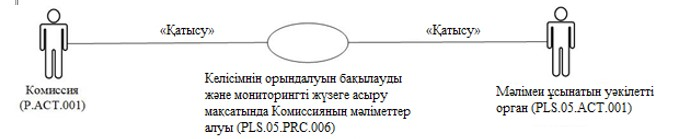 «Қатысу»
«Қатысу»
Комиссия
(P.ACT.001)
Келісімнің орындалуын бақылауды
және мониторингті жүзеге асыру
мақсатында Комиссияның мәліметтер
алуы (PLS.05.PRC.006)
Мәлімен ұсынатын уәкілетті
орган (PLS.05.ACT.001)